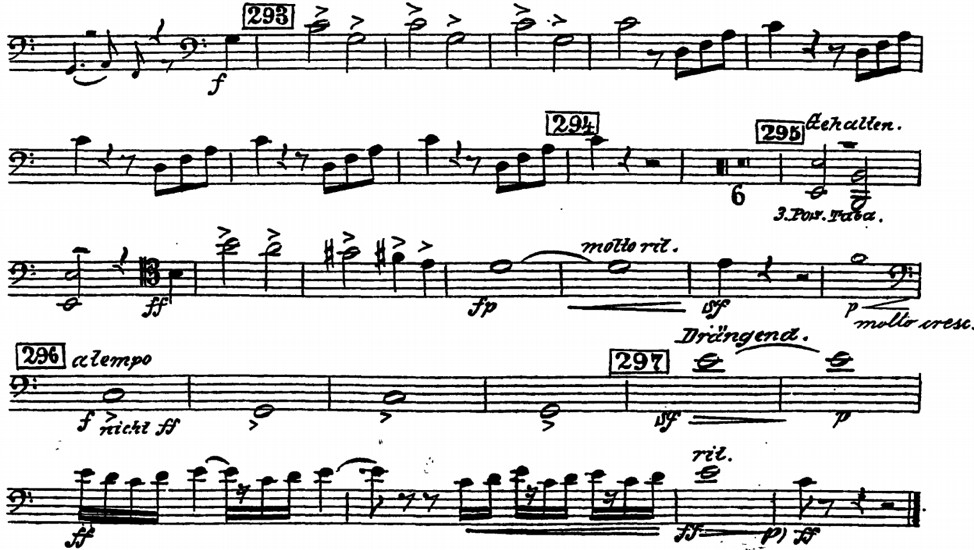 293
f
294 295 Gehalten.
6
3. Pos. Tuba.
molto rit.
ff fp sf p
molto cresc.
296 a tempo 297 Drängend.
f nicht ff sf p
rit.
ff ff p) ff